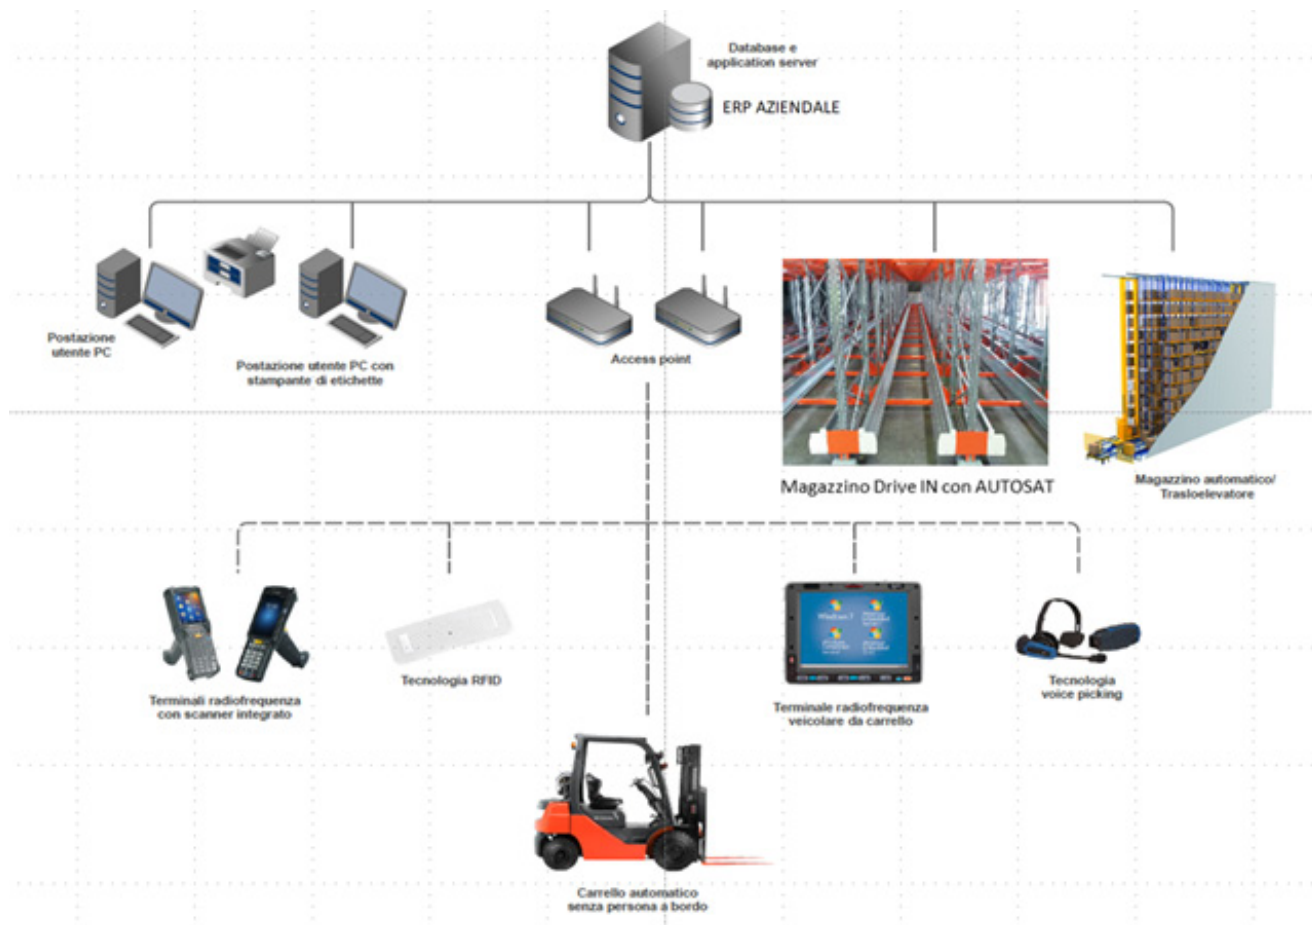 Database e
application server
ERP AZIENDALE
Postazione
utente PC
Postazione utente PC con
stampante di etichette
Access point
Magazzino Drive IN con AUTOSAT
Magazzino automatico/
Trasloelevatore
Terminali radiofrequenza
con scanner integrato
Tecnologia RFID
Terminale radiofrequenza
veicolare da carrello
Tecnologia
voice picking
Carrello automatico
senza persona a bordo